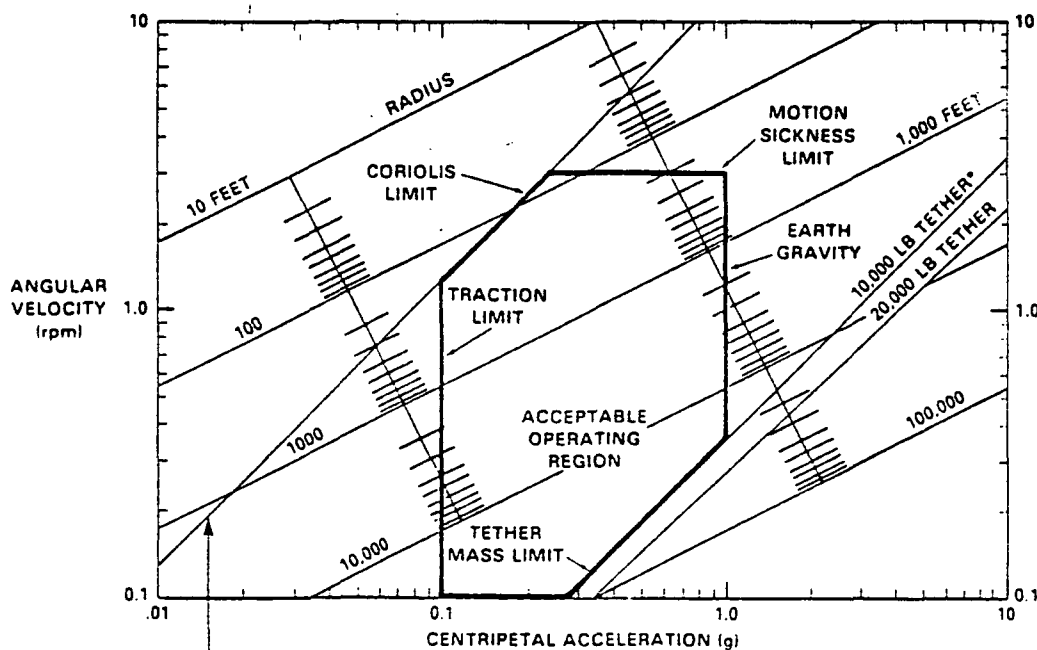 10
10
RADIUS
MOTION
SICKNESS
LIMIT
1,000 FEET
CORIOLIS
LIMIT
10 FEET
EARTH
GRAVITY
10,000 LB TETHER*
20,000 LB TETHER
ANGULAR
VELOCITY
(rpm)
1.0
1.0
TRACTION
LIMIT
100
ACCEPTABLE
OPERATING
REGION
100,000
1000
10,000
TETHER
MASS LIMIT
0.1
0.1
.01
0.1
1.0
10
CENTRIPETAL ACCELERATION (g)